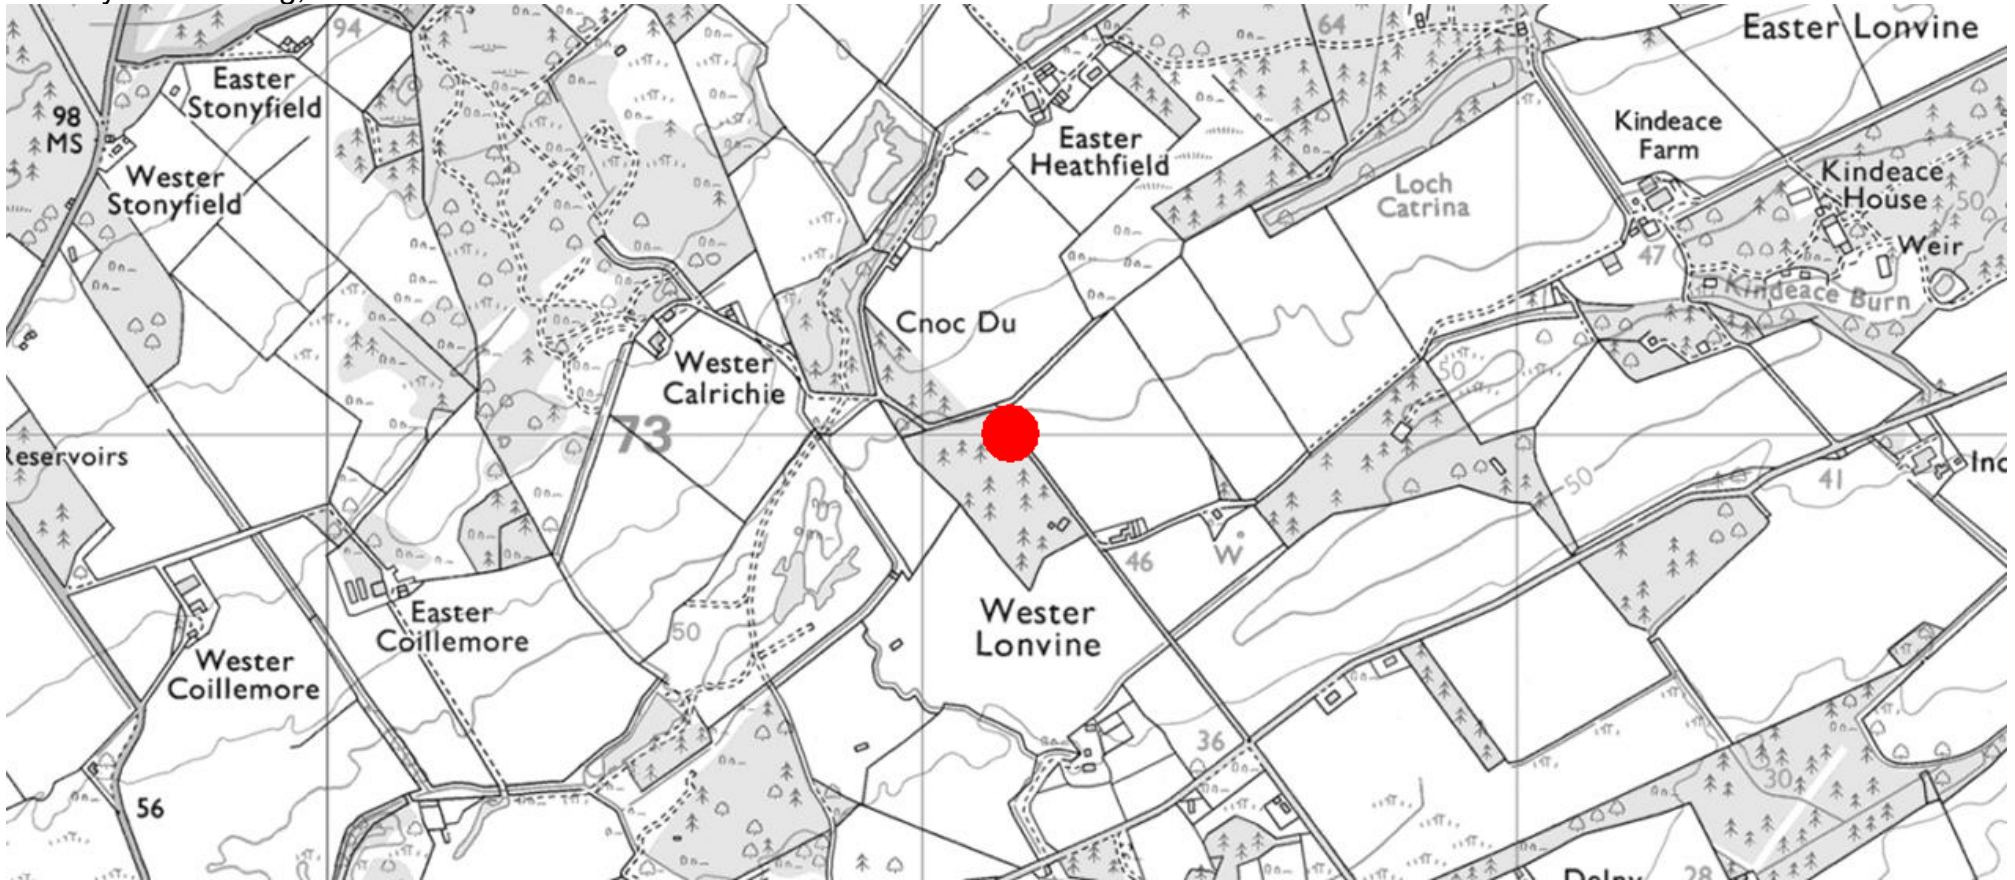 94
64
Easter Lonvine
Easter
Stonyfield
98
MS
Kindeace
Farm
Easter
Heathfield
Wester
Stonyfield
Loch
Catrina
Kindeace
House
50
Weir
47
Kindeace Burn
Cnoc Du
Wester
Calrichie
50
73
Reservoirs
41
50
W
46
Easter
Coillemore
Wester
Lonvine
50
Wester
Coillemore
36
30
56
28